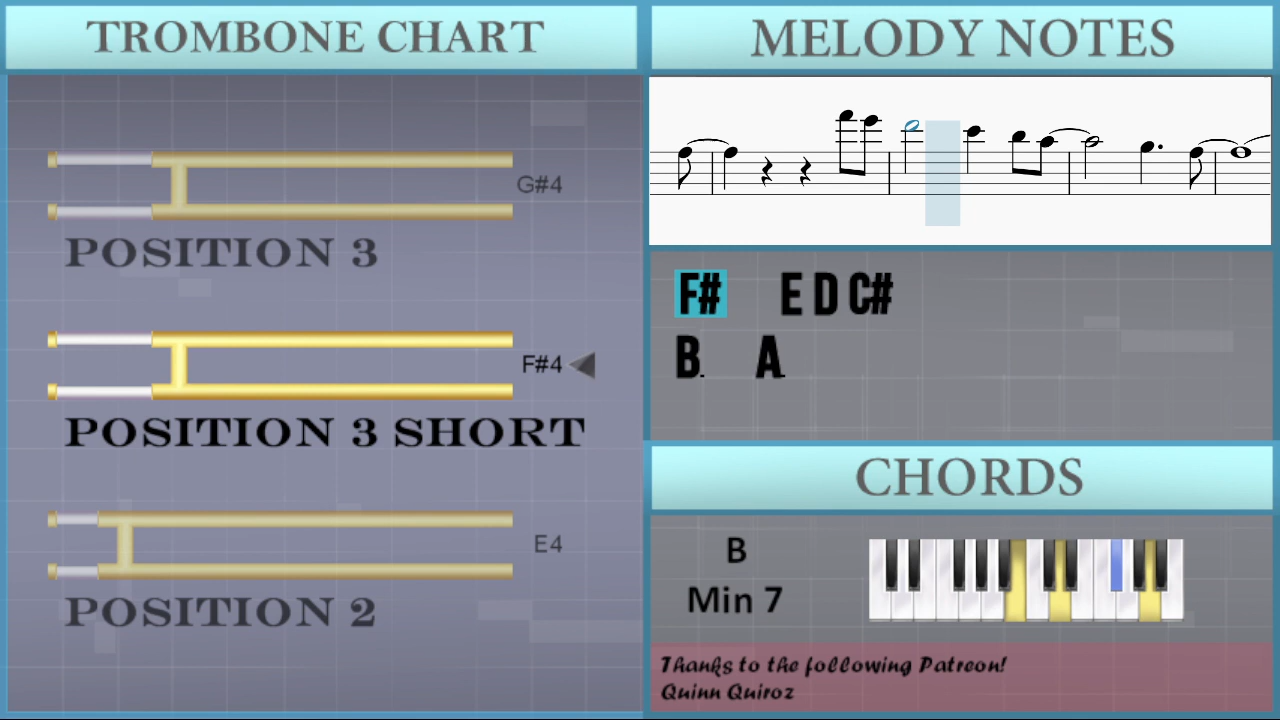 TROMBONE CHART
G#4
POSITION 3
F#4
POSITION 3 SHORT
E4
POSITION 2
MELODY NOTES
F# E D C#
B. A.
CHORDS
B
Min 7
Thanks to the following Patreon!
Quinn Quiroz